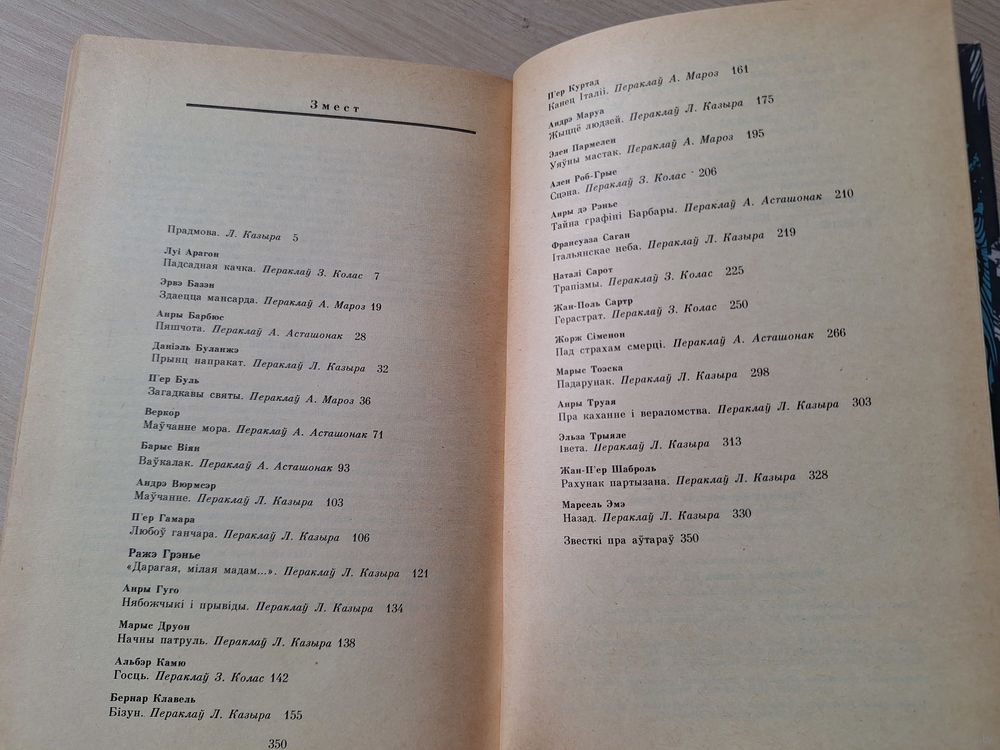 Змест
Прадмова. Л. Казыра 5
Луі Арагон
Падсадная качка. Пераклаў З. Колас 7
Эрвэ Базэн
Здаецца мансарда. Пераклаў А. Мароз 19
Анры Барбюс
Пяшчота. Пераклаў А. Асташонак 28
Даніэль Буланжэ
Прынц напракат. Пераклаў Л. Казыра 32
П'ер Буль
Загадкавы святы. Пераклаў А. Мароз 36
Веркор
Маўчанне мора. Пераклаў А. Асташонак 71
Барыс Віян
Ваўкалак. Пераклаў А. Асташонак 93
Андрэ Вюрмсэр
Маўчанне. Пераклаў Л. Казыра 103
П'ер Гамара
Любоў ганчара. Пераклаў Л. Казыра 106
Ражэ Грэнье
«Дарагая, мілая мадам...». Пераклаў Л. Казыра 121
Анры Гуго
Нябожчыкі і прывіды. Пераклаў Л. Казыра 134
Марыс Друон
Начны патруль. Пераклаў Л. Казыра 138
Альбэр Камю
Госць. Пераклаў З. Колас 142
Бернар Клавель
Бізун. Пераклаў Л. Казыра 155
350
П'ер Куртад
Канец Італіі. Пераклаў А. Мароз 161
Андрэ Маруа
Жыццё людзей. Пераклаў Л. Казыра 175
Элен Пармелен
Уяўны мастак. Пераклаў А. Мароз 195
Ален Роб-Грые
Сцэна. Пераклаў З. Колас 206
Анры дэ Рэнье
Тайна графіні Барбары. Пераклаў А. Асташонак 210
Франсуаза Саган
Італьянскае неба. Пераклаў Л. Казыра 219
Наталі Сарот
Трапізмы. Пераклаў З. Колас 225
Жан-Поль Сартр
Герастрат. Пераклаў З. Колас 250
Жорж Сіменон
Пад страхам смерці. Пераклаў А. Асташонак 266
Марыс Тоэска
Падарунак. Пераклаў Л. Казыра 298
Анры Труая
Пра каханне і вераломства. Пераклаў Л. Казыра 303
Эльза Трыяле
Івета. Пераклаў Л. Казыра 313
Жан-П'ер Шаброль
Рахунак партызана. Пераклаў Л. Казыра 328
Марсель Эмэ
Назад. Пераклаў Л. Казыра 330
Звесткі пра аўтараў 350